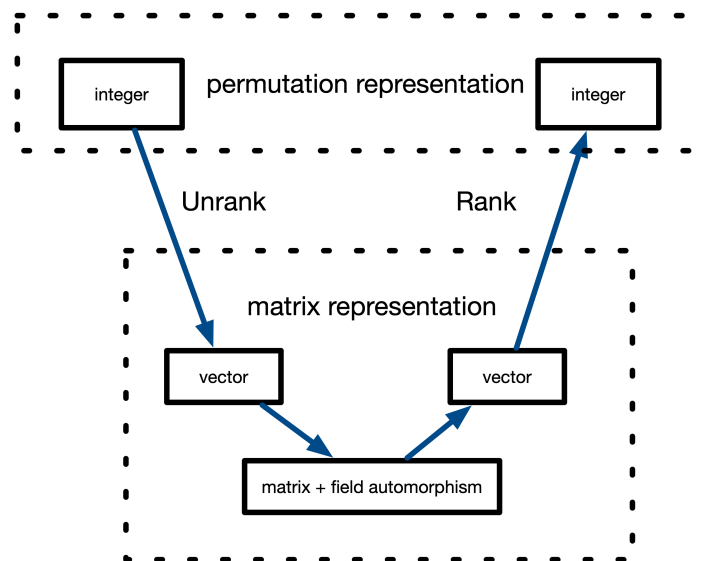 integer
permutation representation
integer
Unrank
Rank
matrix representation
vector
vector
matrix + field automorphism